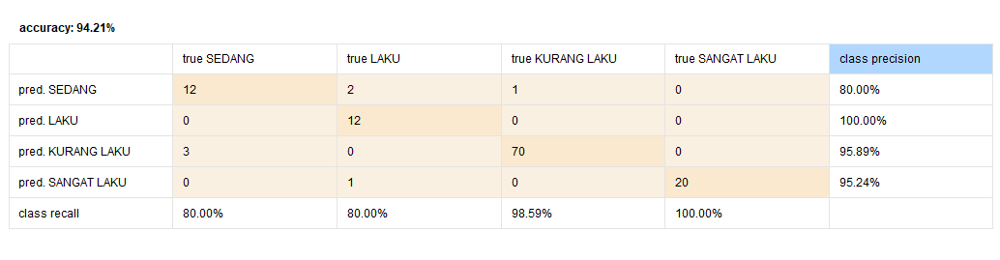 accuracy: 94.21%
true SEDANG true LAKU true KURANG LAKU true SANGAT LAKU class precision
pred. SEDANG 12 2 1 0 80.00%
pred. LAKU 0 12 0 0 100.00%
pred. KURANG LAKU 3 0 70 0 95.89%
pred. SANGAT LAKU 0 1 0 20 95.24%
class recall 80.00% 80.00% 98.59% 100.00%